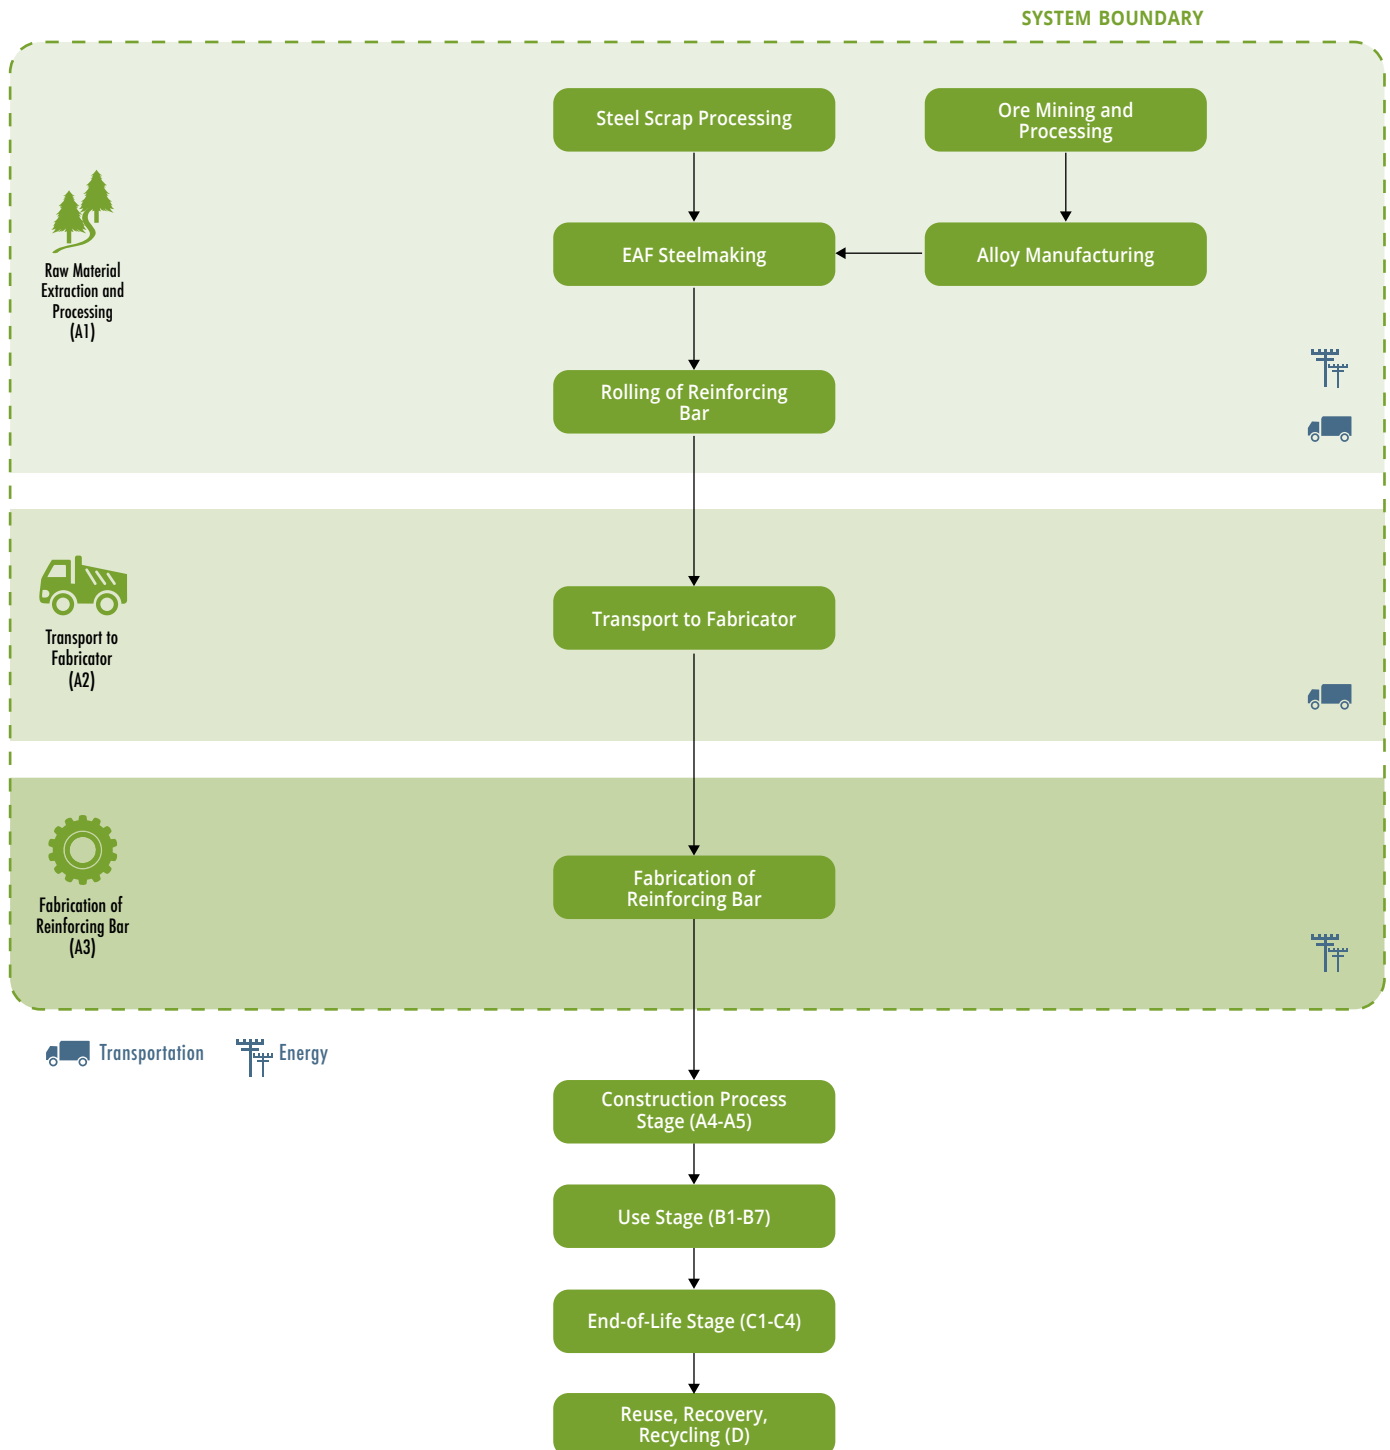 SYSTEM BOUNDARY
Steel Scrap Processing
Ore Mining and
Processing
Raw Material
Extraction and
Processing
(A1)
EAF Steelmaking
Alloy Manufacturing
Rolling of Reinforcing
Bar
Transport to
Fabricator
(A2)
Transport to Fabricator
Fabrication of
Reinforcing Bar
(A3)
Fabrication of
Reinforcing Bar
Transportation
Energy
Construction Process
Stage (A4-A5)
Use Stage (B1-B7)
End-of-Life Stage (C1-C4)
Reuse, Recovery,
Recycling (D)